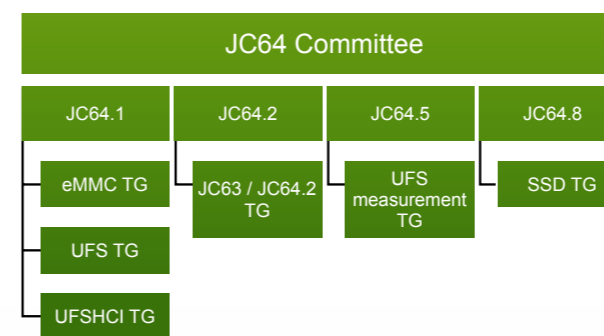 JC64 Committee
JC64.1
JC64.2
JC64.5
JC64.8
eMMC TG
JC63 / JC64.2
TG
UFS
measurement
TG
SSD TG
UFS TG
UFSHCI TG